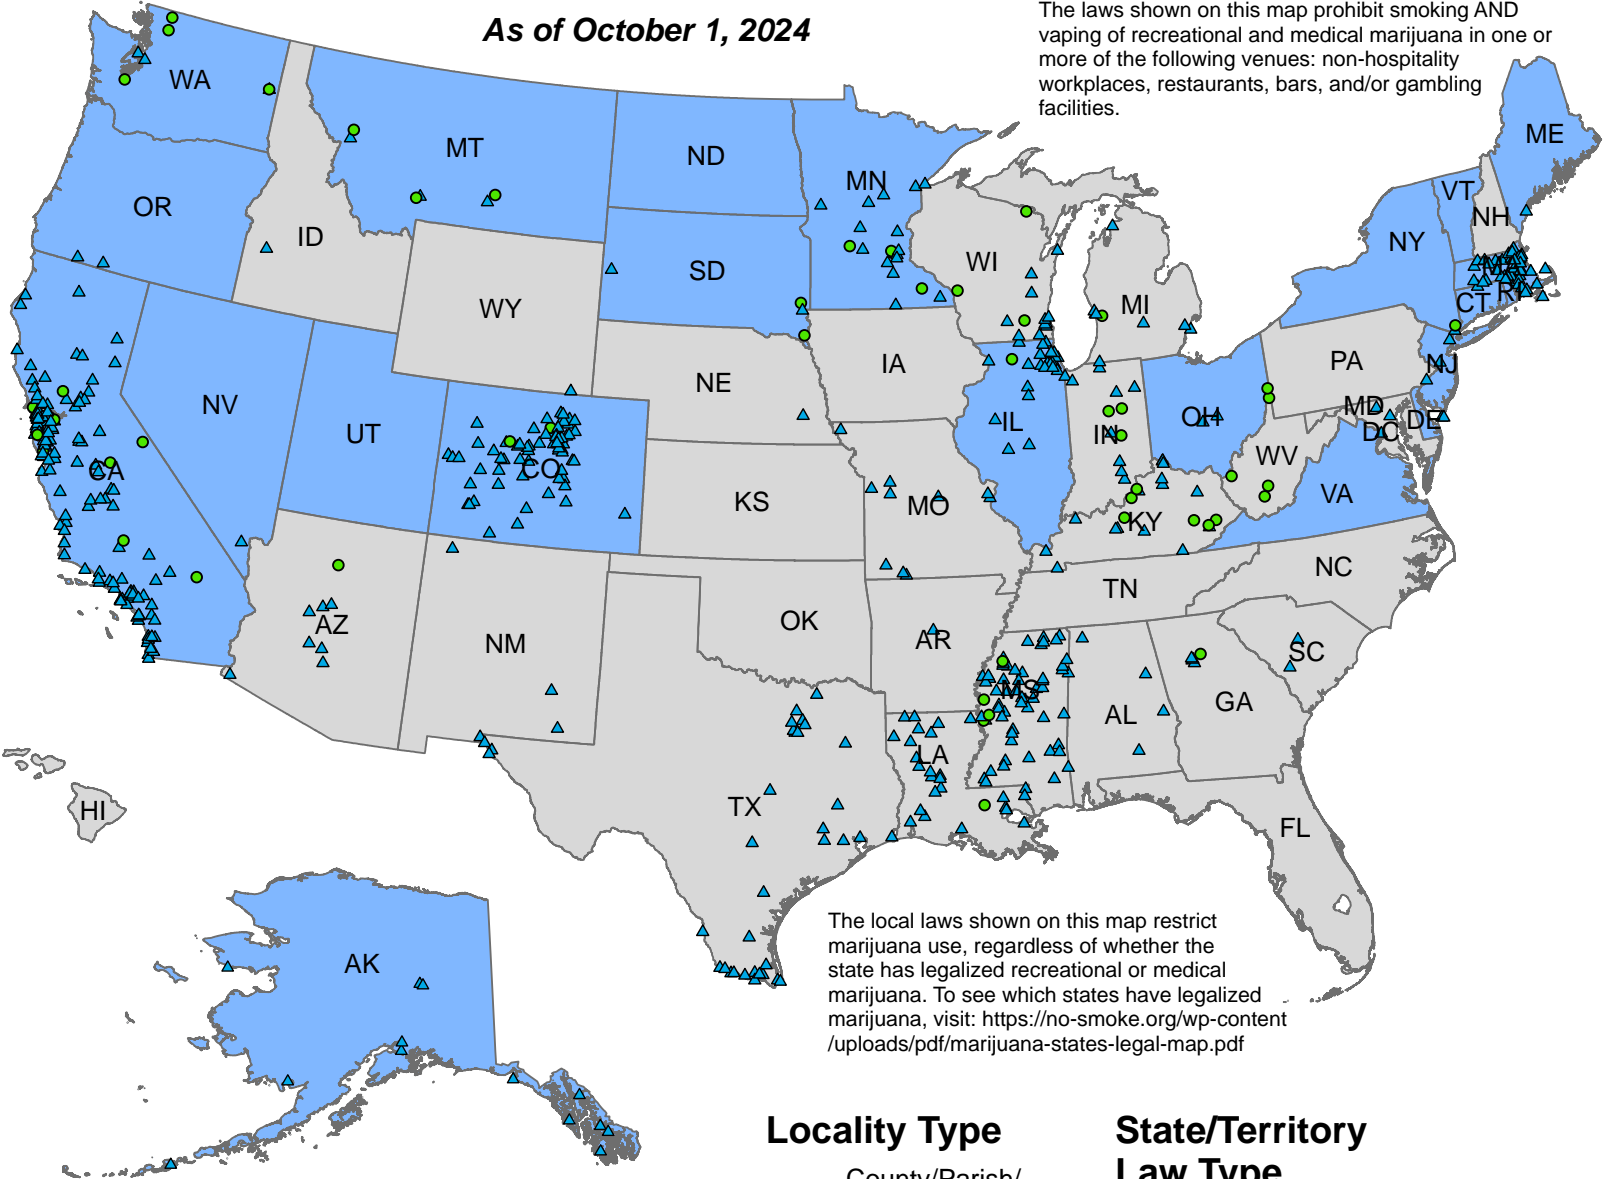 As of October 1, 2024
The laws shown on this map prohibit smoking AND
vaping of recreational and medical marijuana in one or
more of the following venues: non-hospitality
workplaces, restaurants, bars, and/or gambling
facilities.
WA
MT
ND
MN
ME
OR
ID
SD
WI
VT
NH
NY
WY
MI
MA
CT
RI
NV
UT
NE
IA
PA
NJ
CA
CO
IL
IN
OH
MD
DE
DC
WV
KS
MO
KY
VA
AZ
NM
OK
AR
TN
NC
MS
AL
GA
SC
TX
LA
FL
HI
AK
The local laws shown on this map restrict
marijuana use, regardless of whether the
state has legalized recreational or medical
marijuana. To see which states have legalized
marijuana, visit: https://no-smoke.org/wp-content
/uploads/pdf/marijuana-states-legal-map.pdf
Locality Type
County/Parish/
State/Territory
Law Type